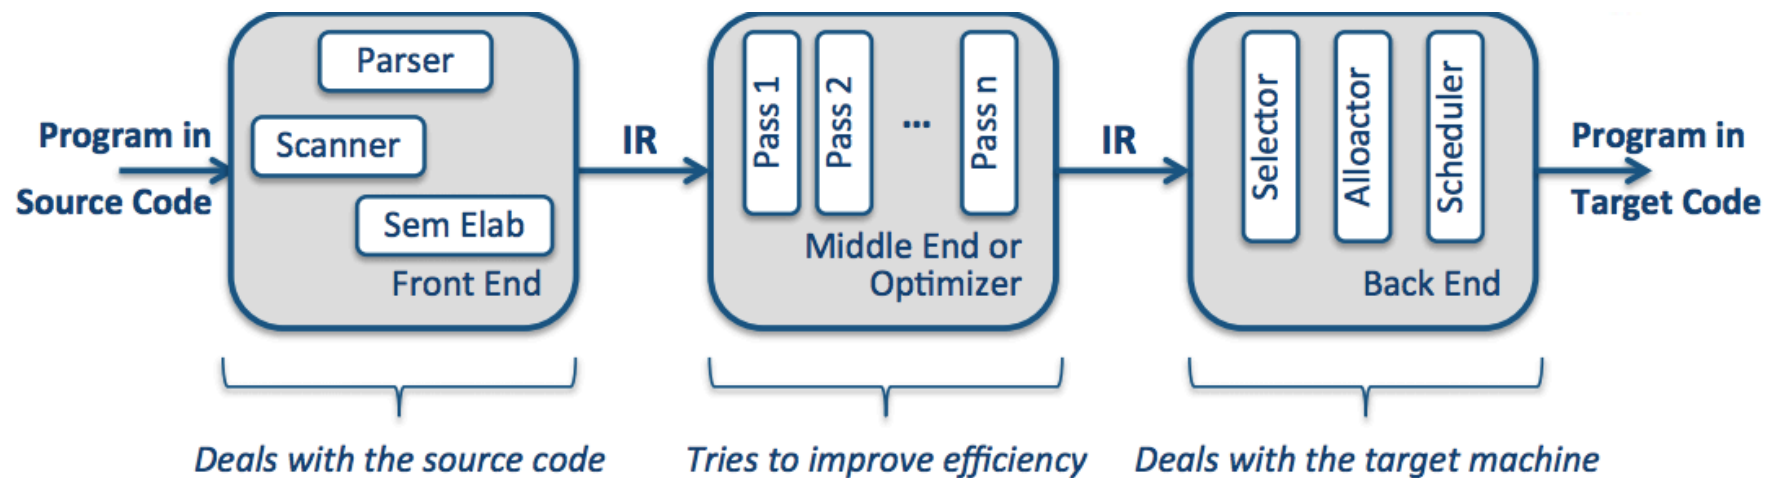 Program in
Source Code
Parser
Scanner
Sem Elab
Front End
IR
Pass 1
Pass 2
...
Pass n
Middle End or
Optimizer
IR
Selector
Alloactor
Scheduler
Back End
Program in
Target Code
Deals with the source code
Tries to improve efficiency
Deals with the target machine